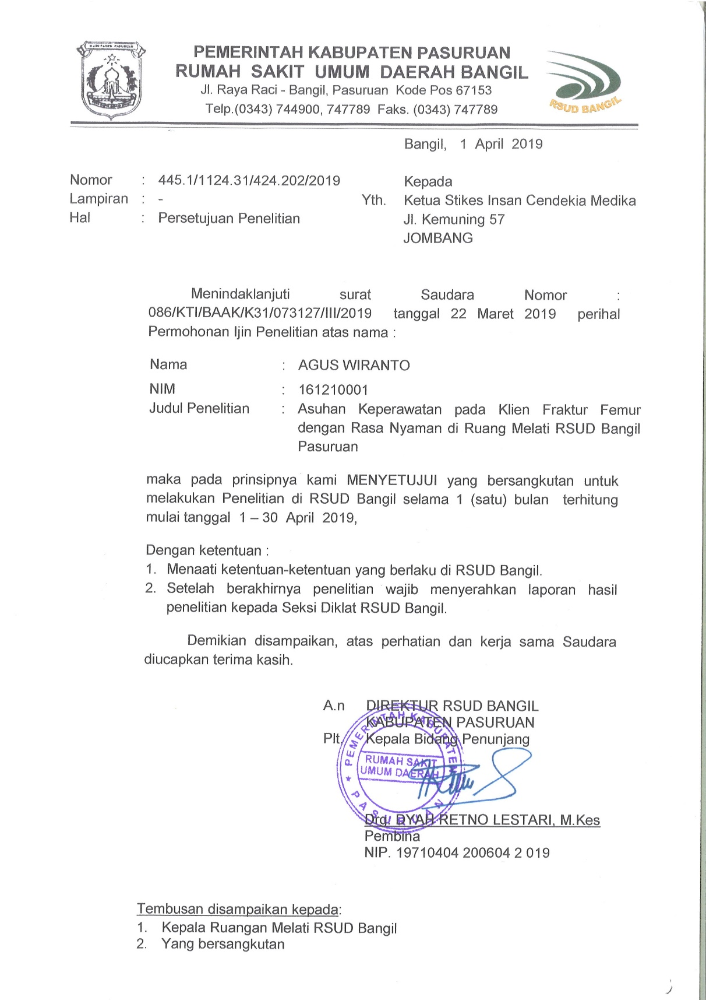 KABUPATEN PASURUAN
PEMERINTAH KABUPATEN PASURUAN
RUMAH SAKIT UMUM DAERAH BANGIL
Jl. Raya Raci - Bangil, Pasuruan Kode Pos 67153
Telp.(0343) 744900, 747789 Faks. (0343) 747789
RSUD BANGIL
Bangil, 1 April 2019
Nomor : 445.1/1124.31/424.202/2019
Lampiran : -
Hal : Persetujuan Penelitian
Kepada
Yth. Ketua Stikes Insan Cendekia Medika
Jl. Kemuning 57
JOMBANG
Menindaklanjuti surat Saudara Nomor :
086/KTI/BAAK/K31/073127/III/2019 tanggal 22 Maret 2019 perihal
Permohonan Ijin Penelitian atas nama :
Nama : AGUS WIRANTO
NIM : 161210001
Judul Penelitian : Asuhan Keperawatan pada Klien Fraktur Femur
dengan Rasa Nyaman di Ruang Melati RSUD Bangil
Pasuruan
maka pada prinsipnya kami MENYETUJUI yang bersangkutan untuk
melakukan Penelitian di RSUD Bangil selama 1 (satu) bulan terhitung
mulai tanggal 1 – 30 April 2019,
Dengan ketentuan :
1. Menaati ketentuan-ketentuan yang berlaku di RSUD Bangil.
2. Setelah berakhirnya penelitian wajib menyerahkan laporan hasil
penelitian kepada Seksi Diklat RSUD Bangil.
Demikian disampaikan, atas perhatian dan kerja sama Saudara
diucapkan terima kasih.
A.n DIREKTUR RSUD BANGIL
KABUPATEN PASURUAN
Plt. Kepala Bidang Penunjang
PEMERINTAH KABUPATEN
RUMAH SAKIT
UMUM DAERAH
PASURUAN
Drg. DYAH RETNO LESTARI, M.Kes
Pembina
NIP. 19710404 200604 2 019
Tembusan disampaikan kepada:
1. Kepala Ruangan Melati RSUD Bangil
2. Yang bersangkutan